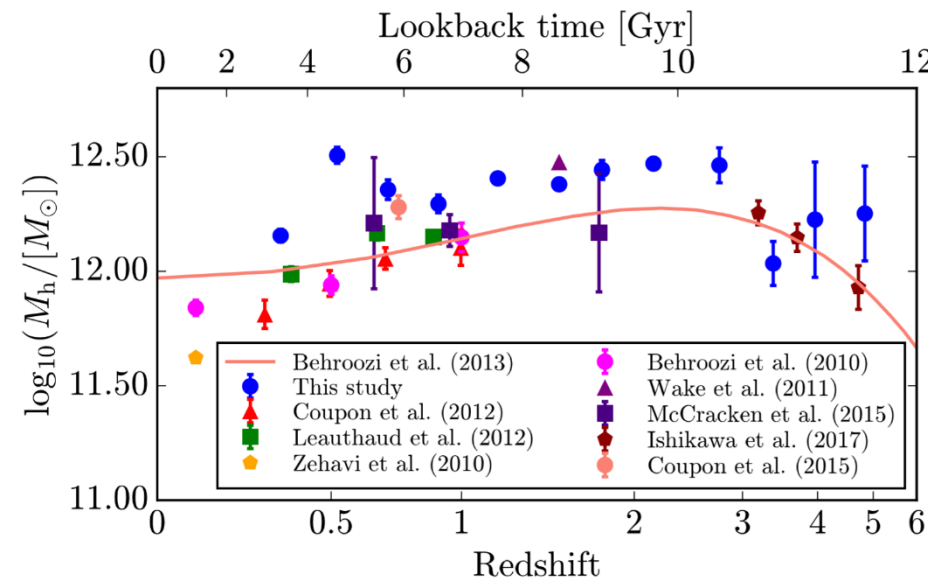 Lookback time [Gyr]
0 2 4 6 8 10 12
log10(Mh/[M⊙])
12.50
12.00
11.50
11.00
Behroozi et al. (2013)
This study
Coupon et al. (2012)
Leauthaud et al. (2012)
Zehavi et al. (2010)
Behroozi et al. (2010)
Wake et al. (2011)
McCracken et al. (2015)
Ishikawa et al. (2017)
Coupon et al. (2015)
0 0.5 1 2 3 4 5 6
Redshift